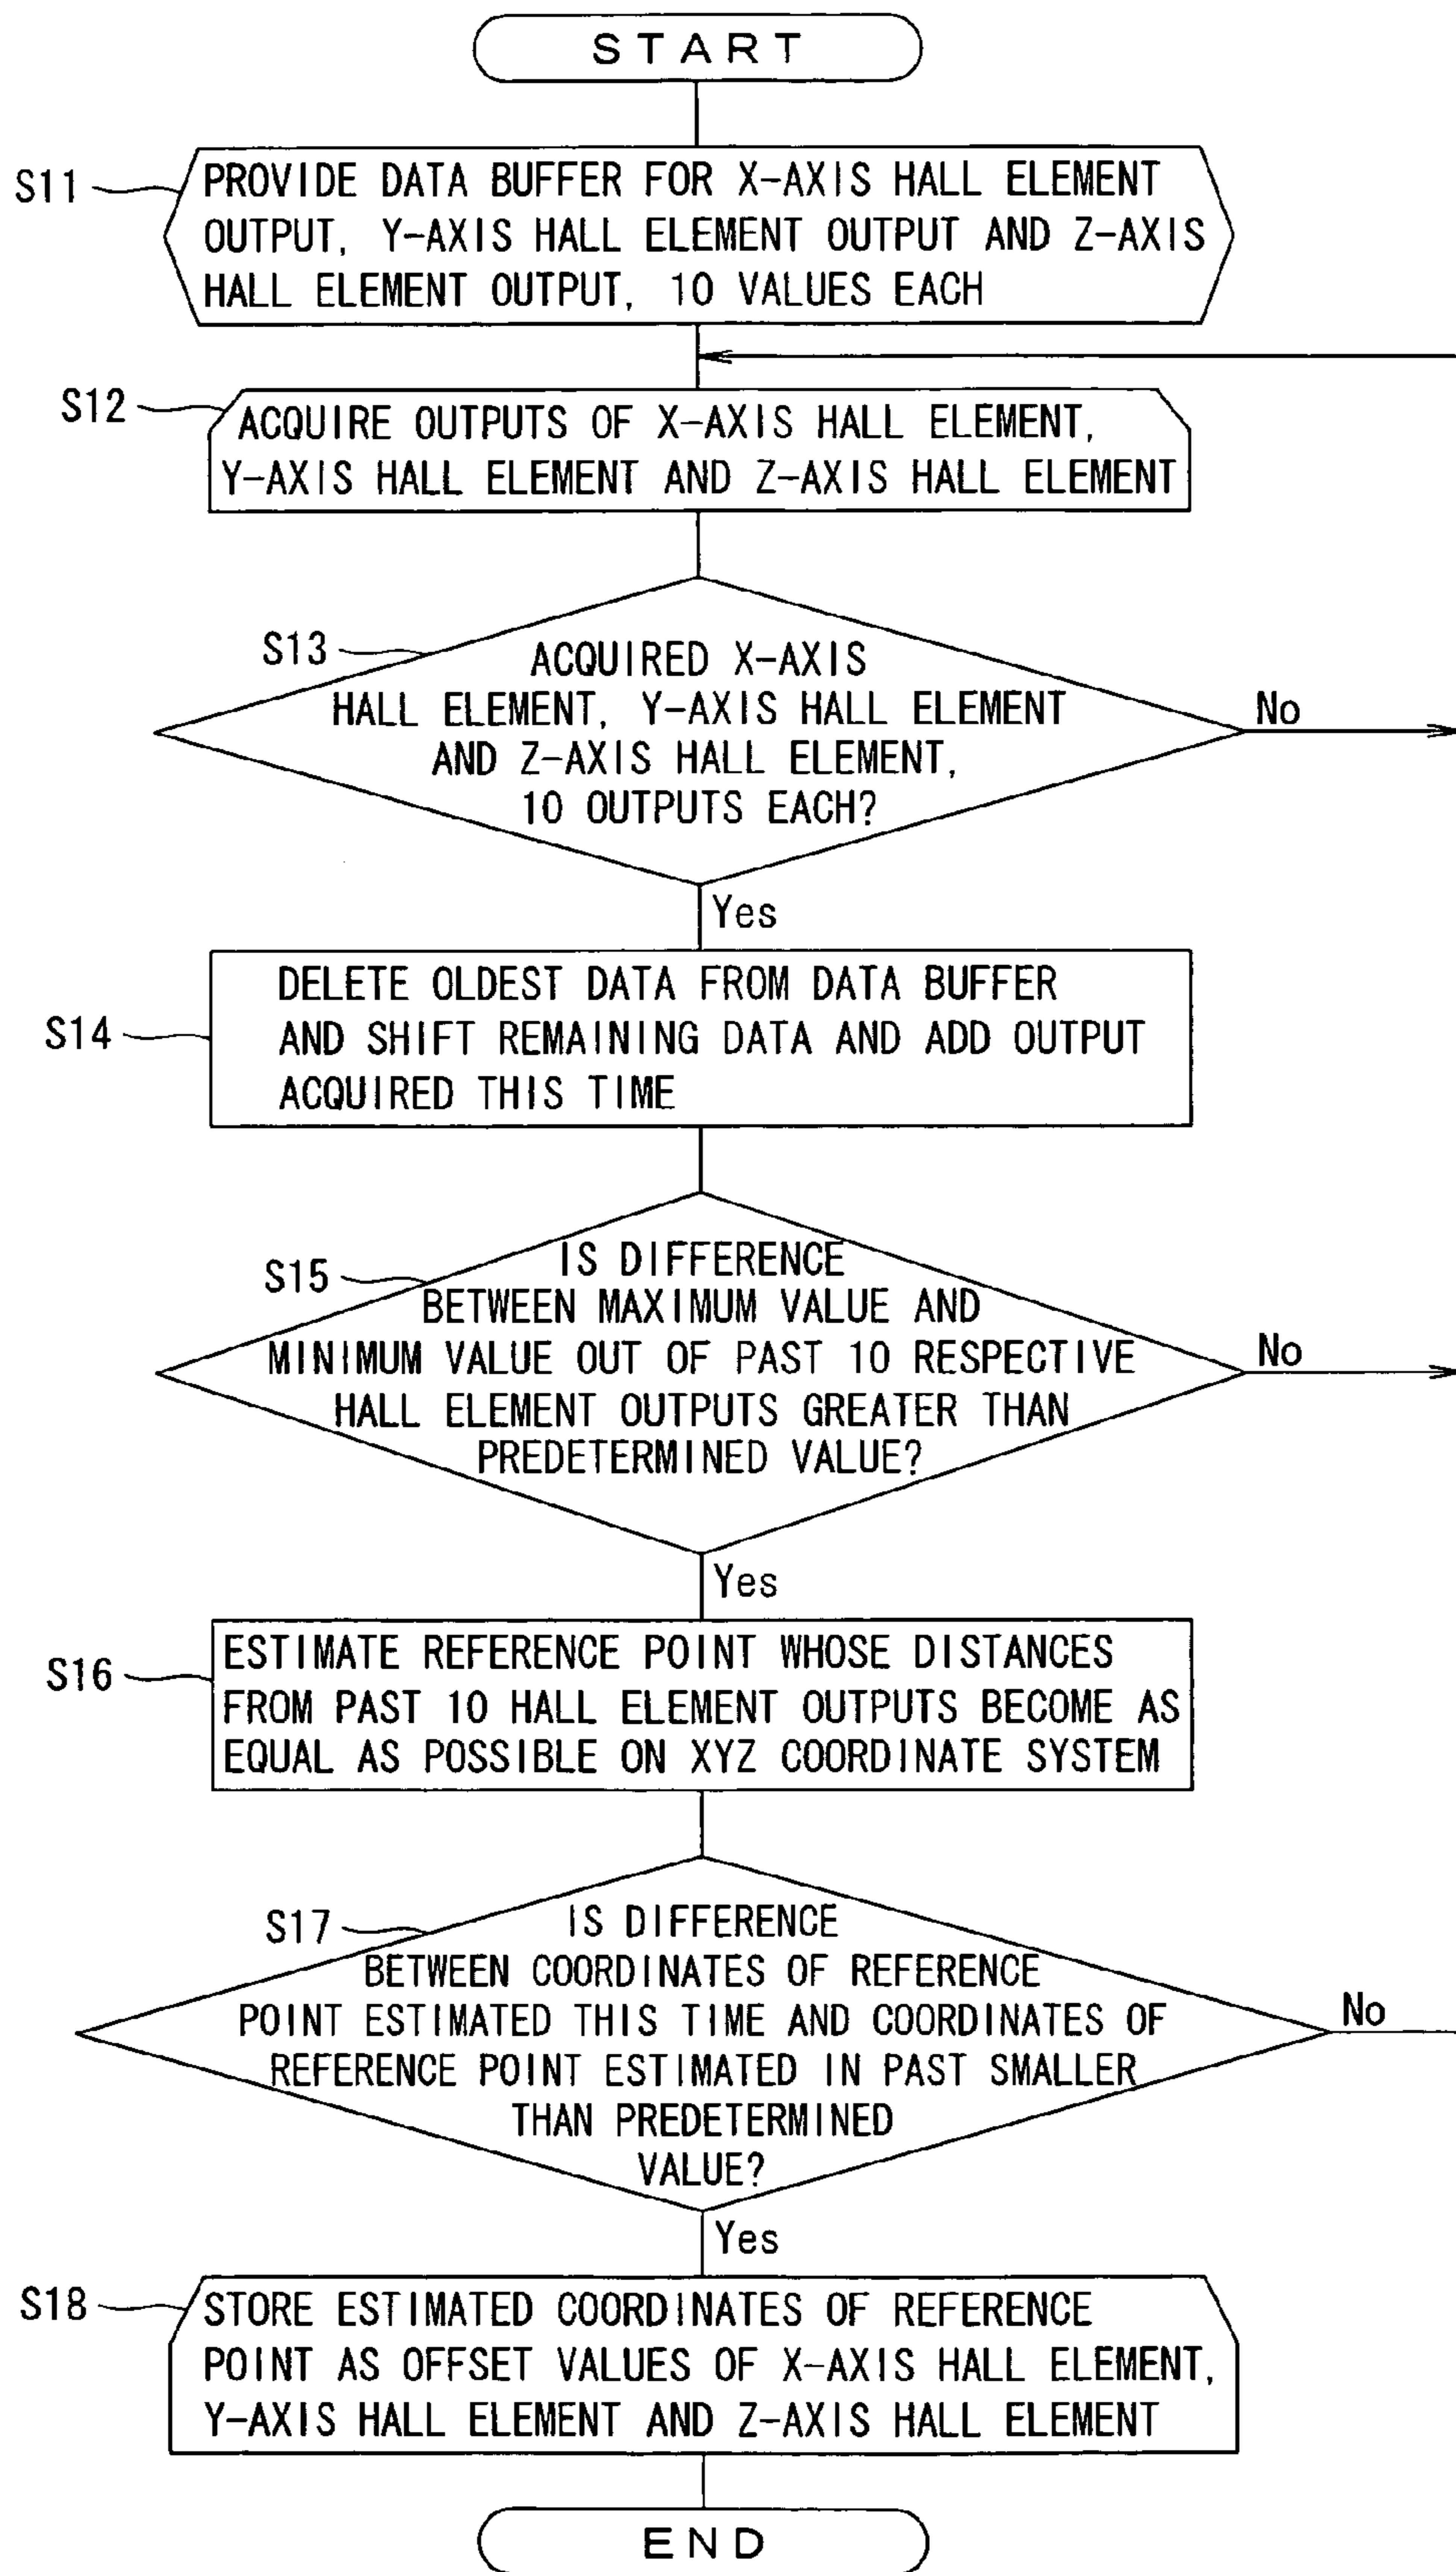 START
S11
PROVIDE DATA BUFFER FOR X-AXIS HALL ELEMENT
OUTPUT, Y-AXIS HALL ELEMENT OUTPUT AND Z-AXIS
HALL ELEMENT OUTPUT, 10 VALUES EACH
S12
ACQUIRE OUTPUTS OF X-AXIS HALL ELEMENT,
Y-AXIS HALL ELEMENT AND Z-AXIS HALL ELEMENT
S13
ACQUIRED X-AXIS
HALL ELEMENT, Y-AXIS HALL ELEMENT
AND Z-AXIS HALL ELEMENT,
10 OUTPUTS EACH?
No
Yes
S14
DELETE OLDEST DATA FROM DATA BUFFER
AND SHIFT REMAINING DATA AND ADD OUTPUT
ACQUIRED THIS TIME
S15
IS DIFFERENCE
BETWEEN MAXIMUM VALUE AND
MINIMUM VALUE OUT OF PAST 10 RESPECTIVE
HALL ELEMENT OUTPUTS GREATER THAN
PREDETERMINED VALUE?
No
Yes
S16
ESTIMATE REFERENCE POINT WHOSE DISTANCES
FROM PAST 10 HALL ELEMENT OUTPUTS BECOME AS
EQUAL AS POSSIBLE ON XYZ COORDINATE SYSTEM
S17
IS DIFFERENCE
BETWEEN COORDINATES OF REFERENCE
POINT ESTIMATED THIS TIME AND COORDINATES OF
REFERENCE POINT ESTIMATED IN PAST SMALLER
THAN PREDETERMINED
VALUE?
No
Yes
S18
STORE ESTIMATED COORDINATES OF REFERENCE
POINT AS OFFSET VALUES OF X-AXIS HALL ELEMENT,
Y-AXIS HALL ELEMENT AND Z-AXIS HALL ELEMENT
END